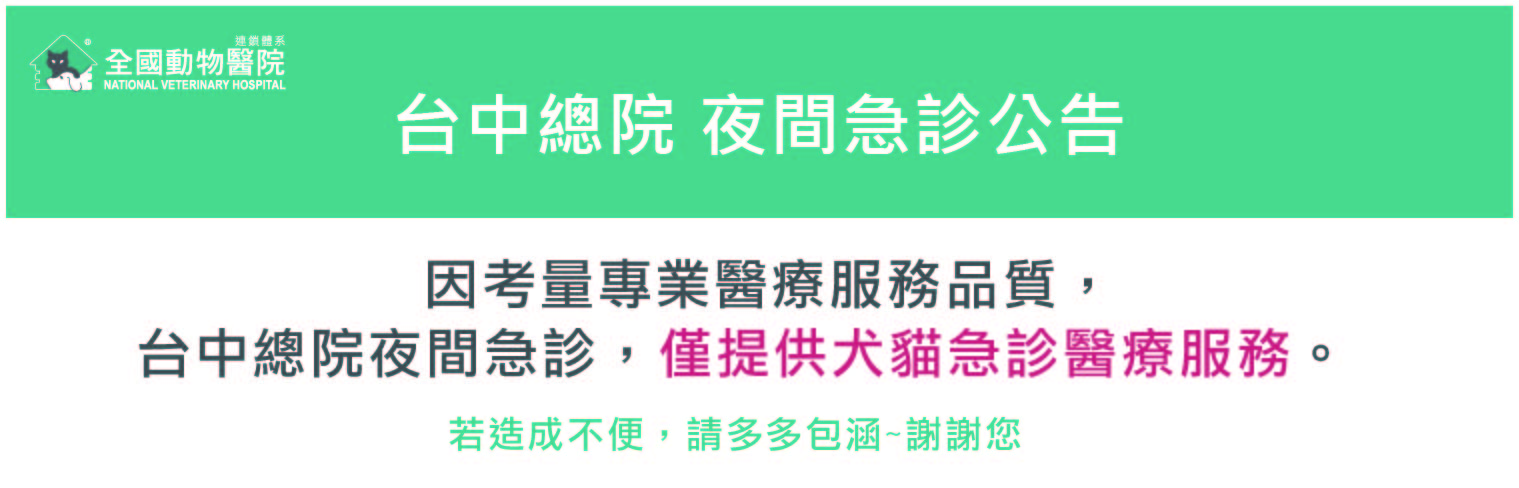 連鎖體系
全國動物醫院
NATIONAL VETERINARY HOSPITAL
台中總院 夜間急診公告
因考量專業醫療服務品質，
台中總院夜間急診，僅提供犬貓急診醫療服務。
若造成不便，請多多包涵~謝謝您